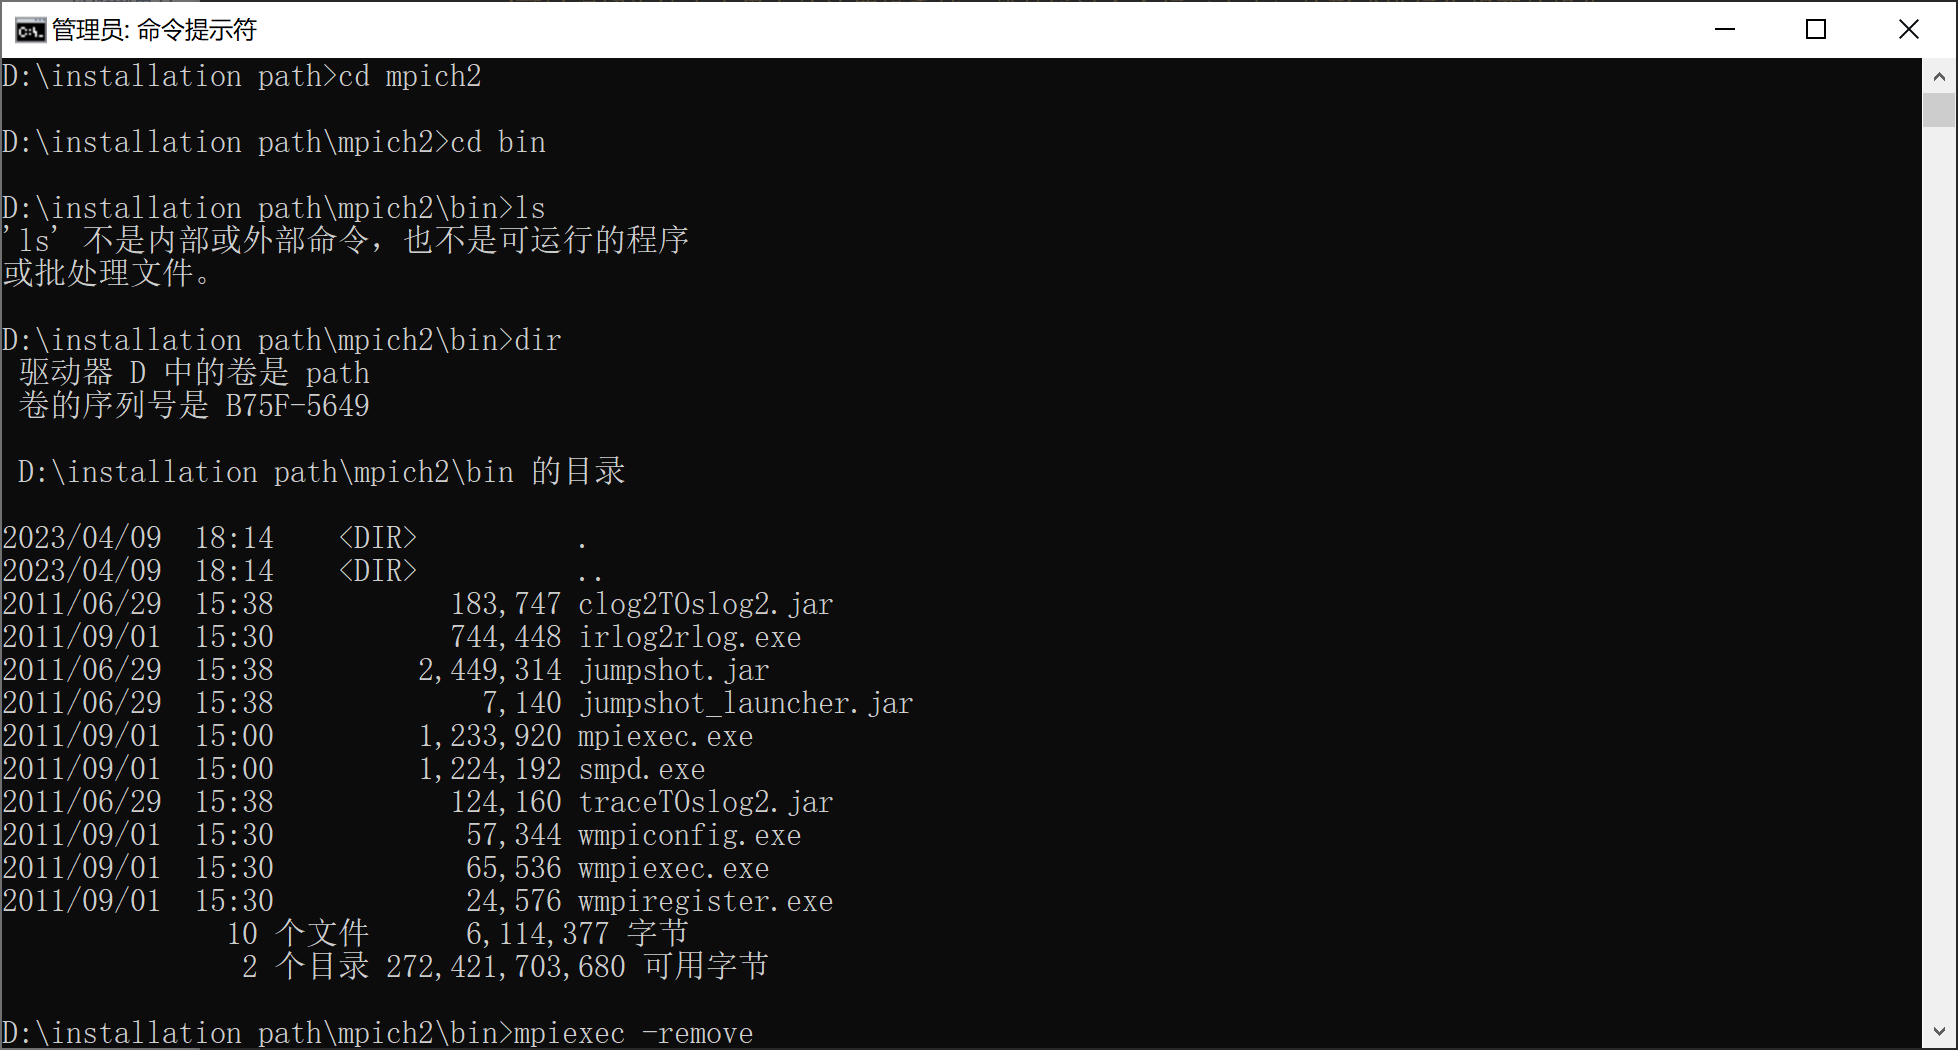 管理员: 命令提示符
D:\installation path>cd mpich2
D:\installation path\mpich2>cd bin
D:\installation path\mpich2\bin>ls
'ls' 不是内部或外部命令，也不是可运行的程序
或批处理文件。
D:\installation path\mpich2\bin>dir
 驱动器 D 中的卷是 path
 卷的序列号是 B75F-5649
 D:\installation path\mpich2\bin 的目录
2023/04/09  18:14    <DIR>          .
2023/04/09  18:14    <DIR>          ..
2011/06/29  15:38           183,747 clog2TOslog2.jar
2011/09/01  15:30           744,448 irlog2rlog.exe
2011/06/29  15:38         2,449,314 jumpshot.jar
2011/06/29  15:38             7,140 jumpshot_launcher.jar
2011/09/01  15:00         1,233,920 mpiexec.exe
2011/09/01  15:00         1,224,192 smpd.exe
2011/06/29  15:38           124,160 traceTOslog2.jar
2011/09/01  15:30            57,344 wmpiconfig.exe
2011/09/01  15:30            65,536 wmpiexec.exe
2011/09/01  15:30            24,576 wmpiregister.exe
              10 个文件      6,114,377 字节
               2 个目录 272,421,703,680 可用字节
D:\installation path\mpich2\bin>mpiexec -remove